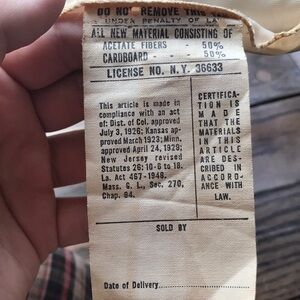 DO NOT REMOVE THIS
UNDER PENALTY OF LAW
ALL NEW MATERIAL CONSISTING OF
ACETATE FIBERS - 50%
CARDBOARD - - - - 50%
LICENSE NO. N.Y. 36633
This article is made in
compliance with an act
of: Dist. of Col. approved
July 3, 1926; Kansas ap-
proved March 1923; Minn.
approved April 24, 1929;
New Jersey revised
Statutes 26: 10-6 to 18.
La. Act 467-1948,
Mass. G. L., Sec. 270,
Chap. 94.
CERTIFICA-
TION IS
MADE
THAT THE
MATERIALS
IN THIS
ARTICLE
ARE DES-
CRIBED IN
ACCORD-
ANCE WITH
LAW.
SOLD BY
Date of Delivery